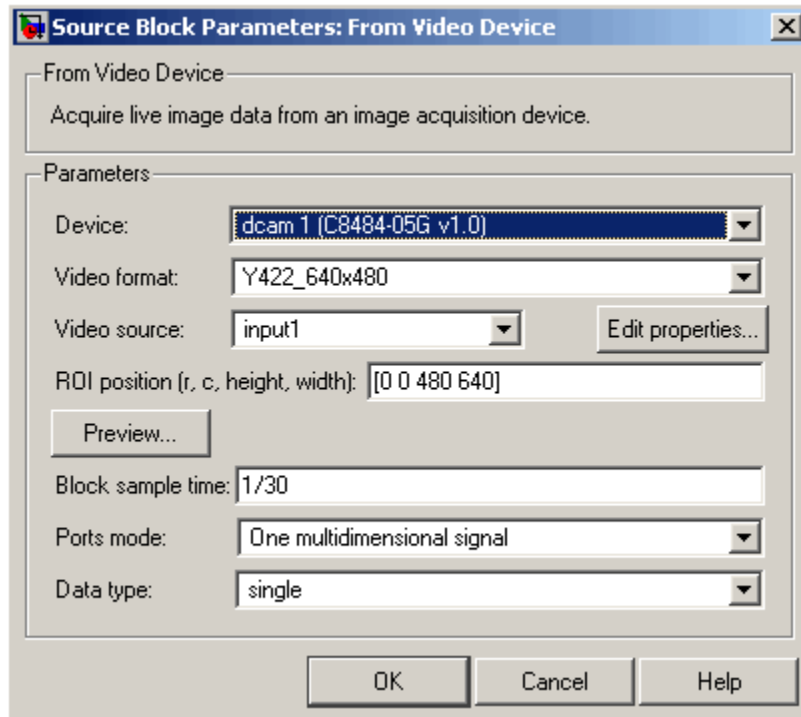 Source Block Parameters: From Video Device
From Video Device
Acquire live image data from an image acquisition device.
Parameters
Device: dcam 1 (C8484-05G v1.0)
Video format: Y422_640x480
Video source: input1 Edit properties...
ROI position (r, c, height, width): [0 0 480 640]
Preview...
Block sample time: 1/30
Ports mode: One multidimensional signal
Data type: single
OK Cancel Help